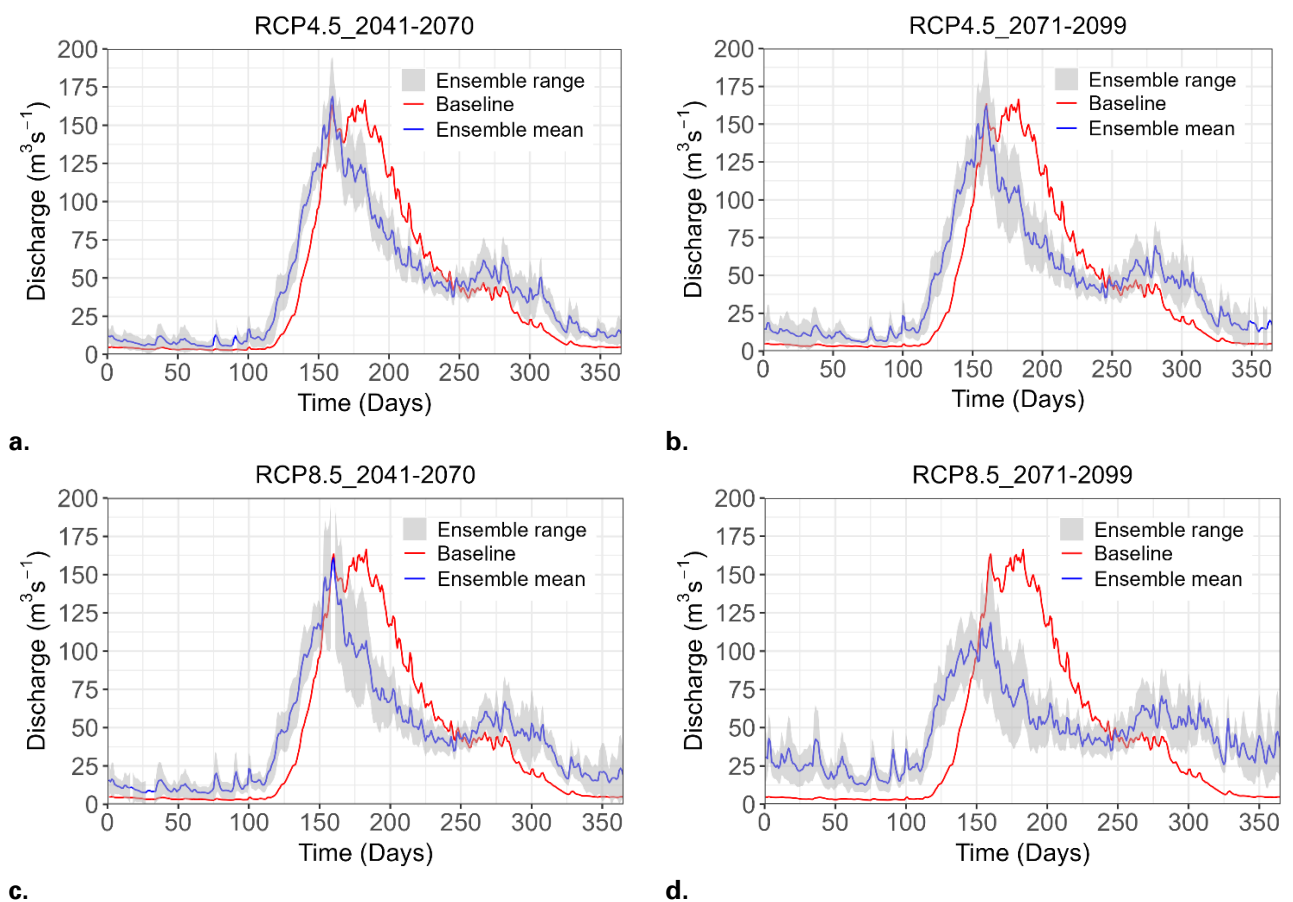 RCP4.5_2041-2070
200
175
150
125
100
75
50
25
0
Discharge (m³s⁻¹)
Ensemble range
Baseline
Ensemble mean
0 50 100 150 200 250 300 350
Time (Days)
a.
RCP4.5_2071-2099
200
175
150
125
100
75
50
25
0
Discharge (m³s⁻¹)
Ensemble range
Baseline
Ensemble mean
0 50 100 150 200 250 300 350
Time (Days)
b.
RCP8.5_2041-2070
200
175
150
125
100
75
50
25
0
Discharge (m³s⁻¹)
Ensemble range
Baseline
Ensemble mean
0 50 100 150 200 250 300 350
Time (Days)
c.
RCP8.5_2071-2099
200
175
150
125
100
75
50
25
0
Discharge (m³s⁻¹)
Ensemble range
Baseline
Ensemble mean
0 50 100 150 200 250 300 350
Time (Days)
d.